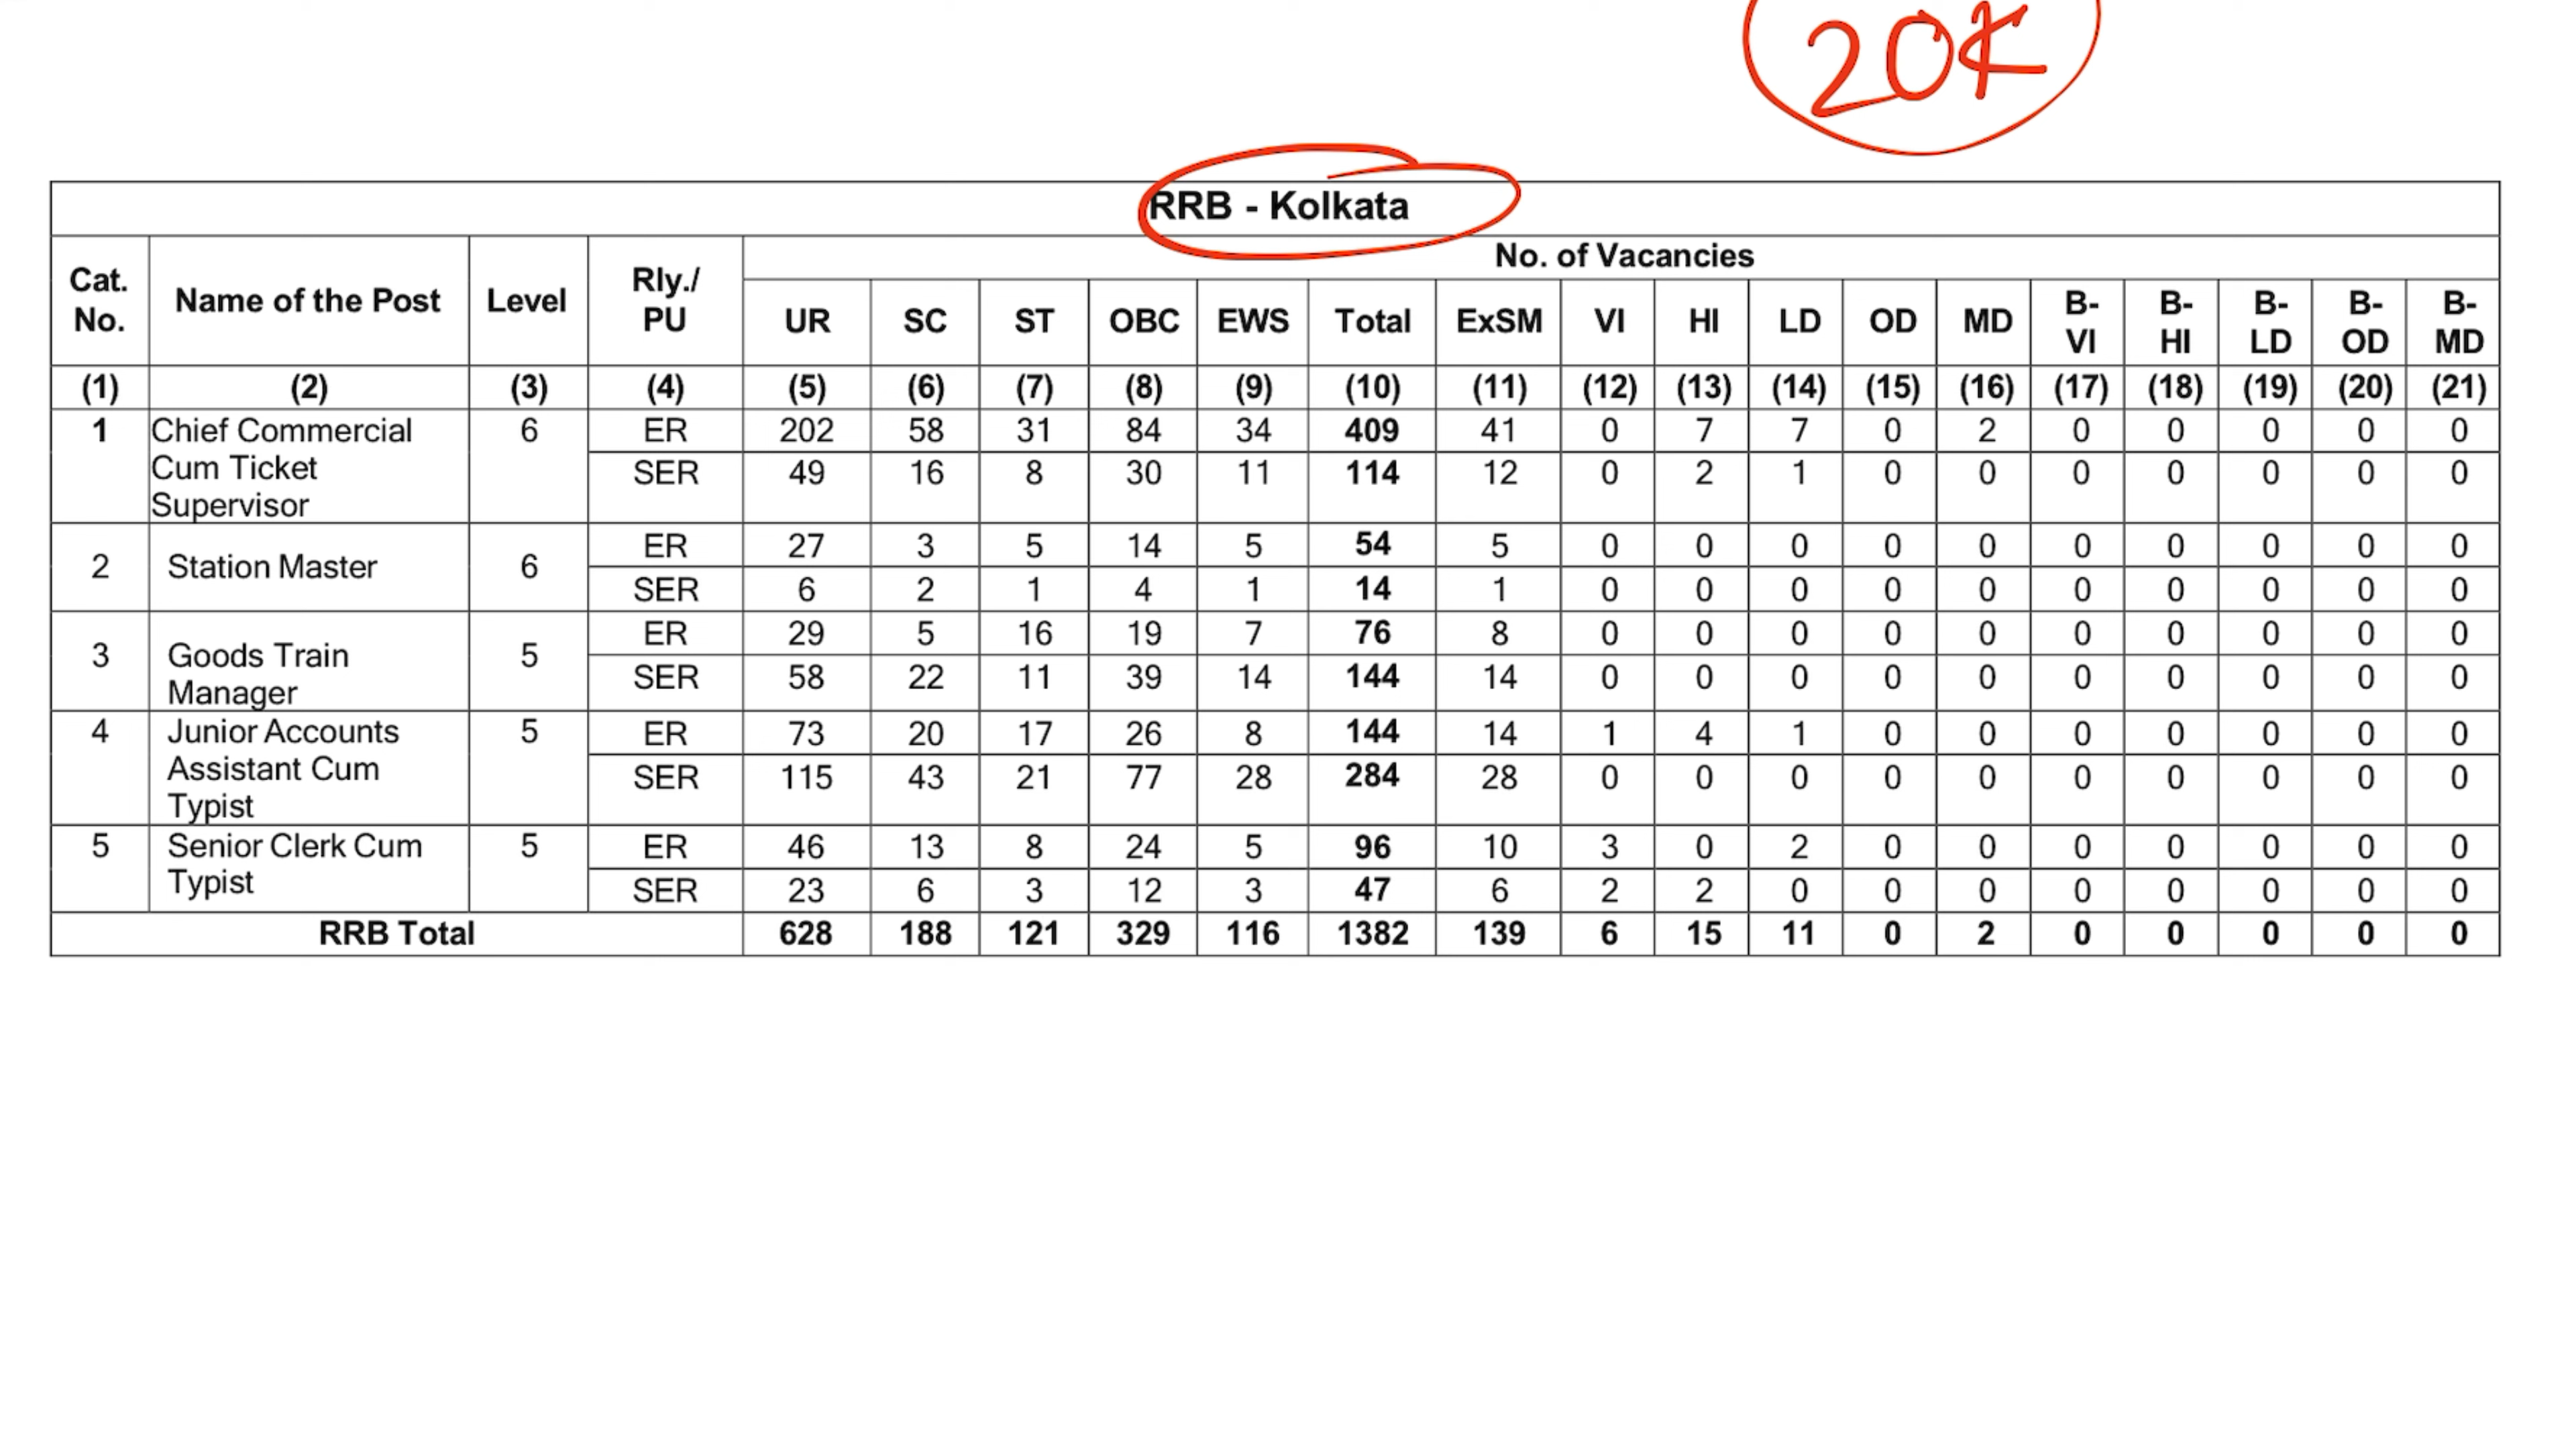 20K
RRB - Kolkata
Cat. No. Name of the Post Level Rly./ PU No. of Vacancies
UR SC ST OBC EWS Total ExSM VI HI LD OD MD B-VI B-HI B-LD B-OD B-MD
(1) (2) (3) (4) (5) (6) (7) (8) (9) (10) (11) (12) (13) (14) (15) (16) (17) (18) (19) (20) (21)
1 Chief Commercial Cum Ticket Supervisor 6 ER 202 58 31 84 34 409 41 0 7 7 0 2 0 0 0 0 0
SER 49 16 8 30 11 114 12 0 2 1 0 0 0 0 0 0 0
2 Station Master 6 ER 27 3 5 14 5 54 5 0 0 0 0 0 0 0 0 0 0
SER 6 2 1 4 1 14 1 0 0 0 0 0 0 0 0 0 0
3 Goods Train Manager 5 ER 29 5 16 19 7 76 8 0 0 0 0 0 0 0 0 0 0
SER 58 22 11 39 14 144 14 0 0 0 0 0 0 0 0 0 0
4 Junior Accounts Assistant Cum Typist 5 ER 73 20 17 26 8 144 14 1 4 1 0 0 0 0 0 0 0
SER 115 43 21 77 28 284 28 0 0 0 0 0 0 0 0 0 0
5 Senior Clerk Cum Typist 5 ER 46 13 8 24 5 96 10 3 0 2 0 0 0 0 0 0 0
SER 23 6 3 12 3 47 6 2 2 0 0 0 0 0 0 0 0
RRB Total 628 188 121 329 116 1382 139 6 15 11 0 2 0 0 0 0 0